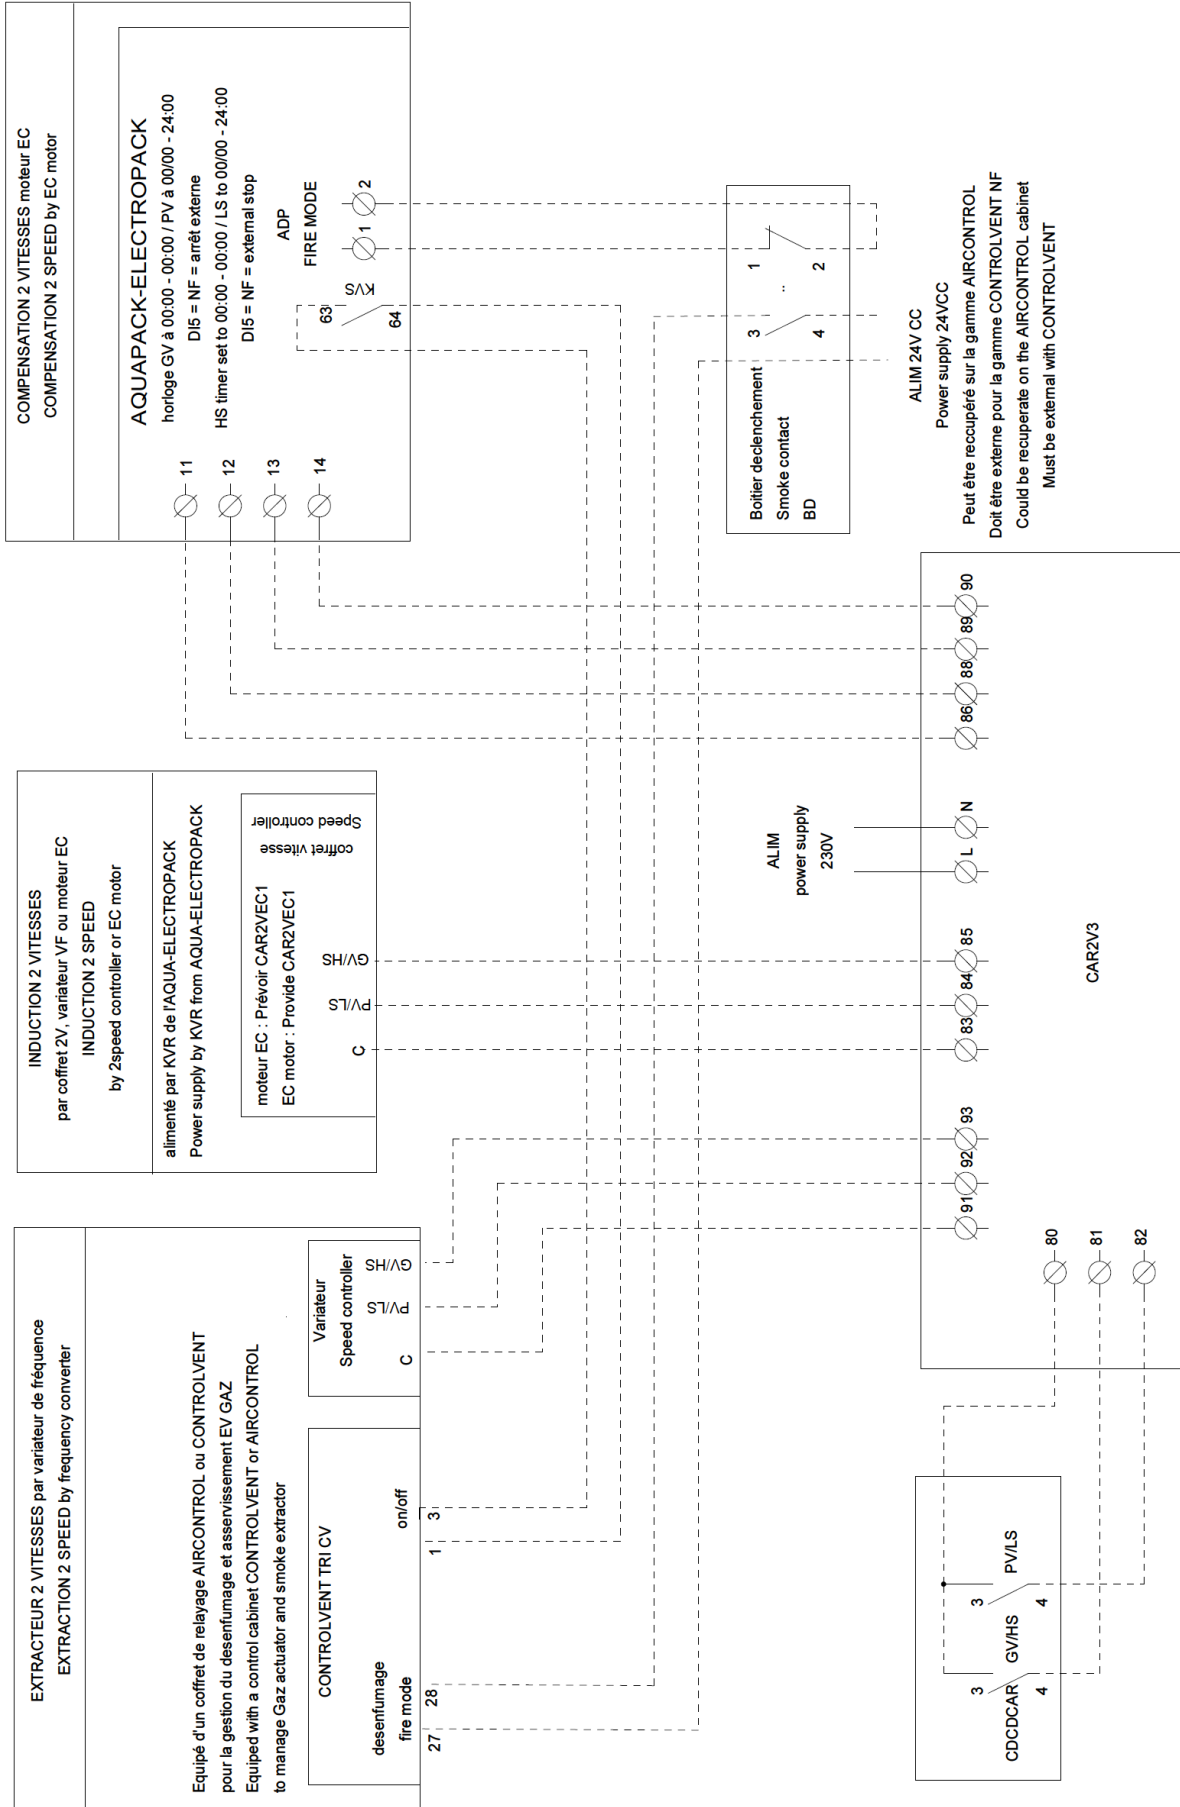 EXTRACTEUR 2 VITESSES par variateur de fréquence
EXTRACTION 2 SPEED by frequency converter
Equipé d'un coffret de relayage AIRCONTROL ou CONTROLVENT
pour la gestion du desenfumage et asservissement EV GAZ
Equiped with a control cabinet CONTROLVENT or AIRCONTROL
to manage Gaz actuator and smoke extractor
CONTROLVENT TRI CV
desenfumage
fire mode
on/off
27
28
1
3
Variateur
Speed controller
C
PV/LS
GV/HS
INDUCTION 2 VITESSES
par coffret 2V, variateur VF ou moteur EC
INDUCTION 2 SPEED
by 2speed controller or EC motor
alimenté par KVR de l'AQUA-ELECTROPACK
Power supply by KVR from AQUA-ELECTROPACK
moteur EC : Prévoir CAR2VEC1
EC motor : Provide CAR2VEC1
coffret vitesse
Speed controller
C
PV/LS
GV/HS
COMPENSATION 2 VITESSES moteur EC
COMPENSATION 2 SPEED by EC motor
AQUAPACK-ELECTROPACK
horloge GV à 00:00 - 00:00 / PV à 00/00 - 24:00
DI5 = NF = arrêt externe
HS timer set to 00:00 - 00:00 / LS to 00/00 - 24:00
DI5 = NF = external stop
11
12
13
14
ADP
FIRE MODE
1
2
KVS
63
64
Boitier declenchement
Smoke contact
BD
3
4
..
1
2
ALIM 24V CC
Power supply 24VCC
Peut être reccupéré sur la gamme AIRCONTROL
Doit être externe pour la gamme CONTROLVENT NF
Could be recuperate on the AIRCONTROL cabinet
Must be external with CONTROLVENT
ALIM
power supply
230V
91
92
93
83
84
85
L
N
86
88
89
90
CAR2V3
80
81
82
CDCDCAR
3
4
GV/HS
3
4
PV/LS